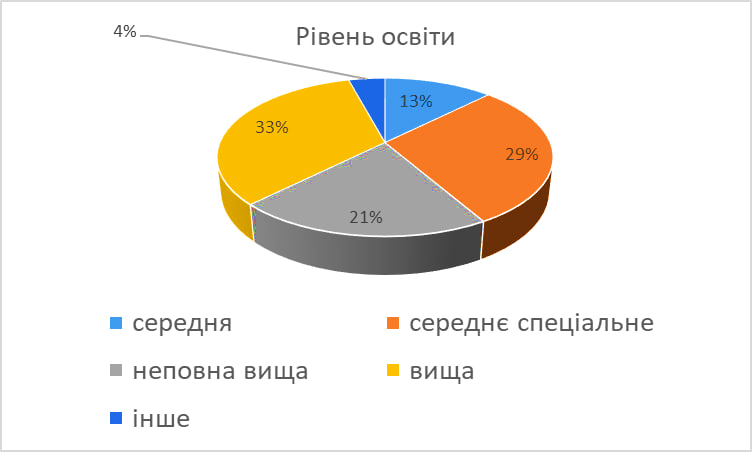 4%
Рівень освіти
13%
33%
29%
21%
середня
середнє спеціальне
неповна вища
вища
інше